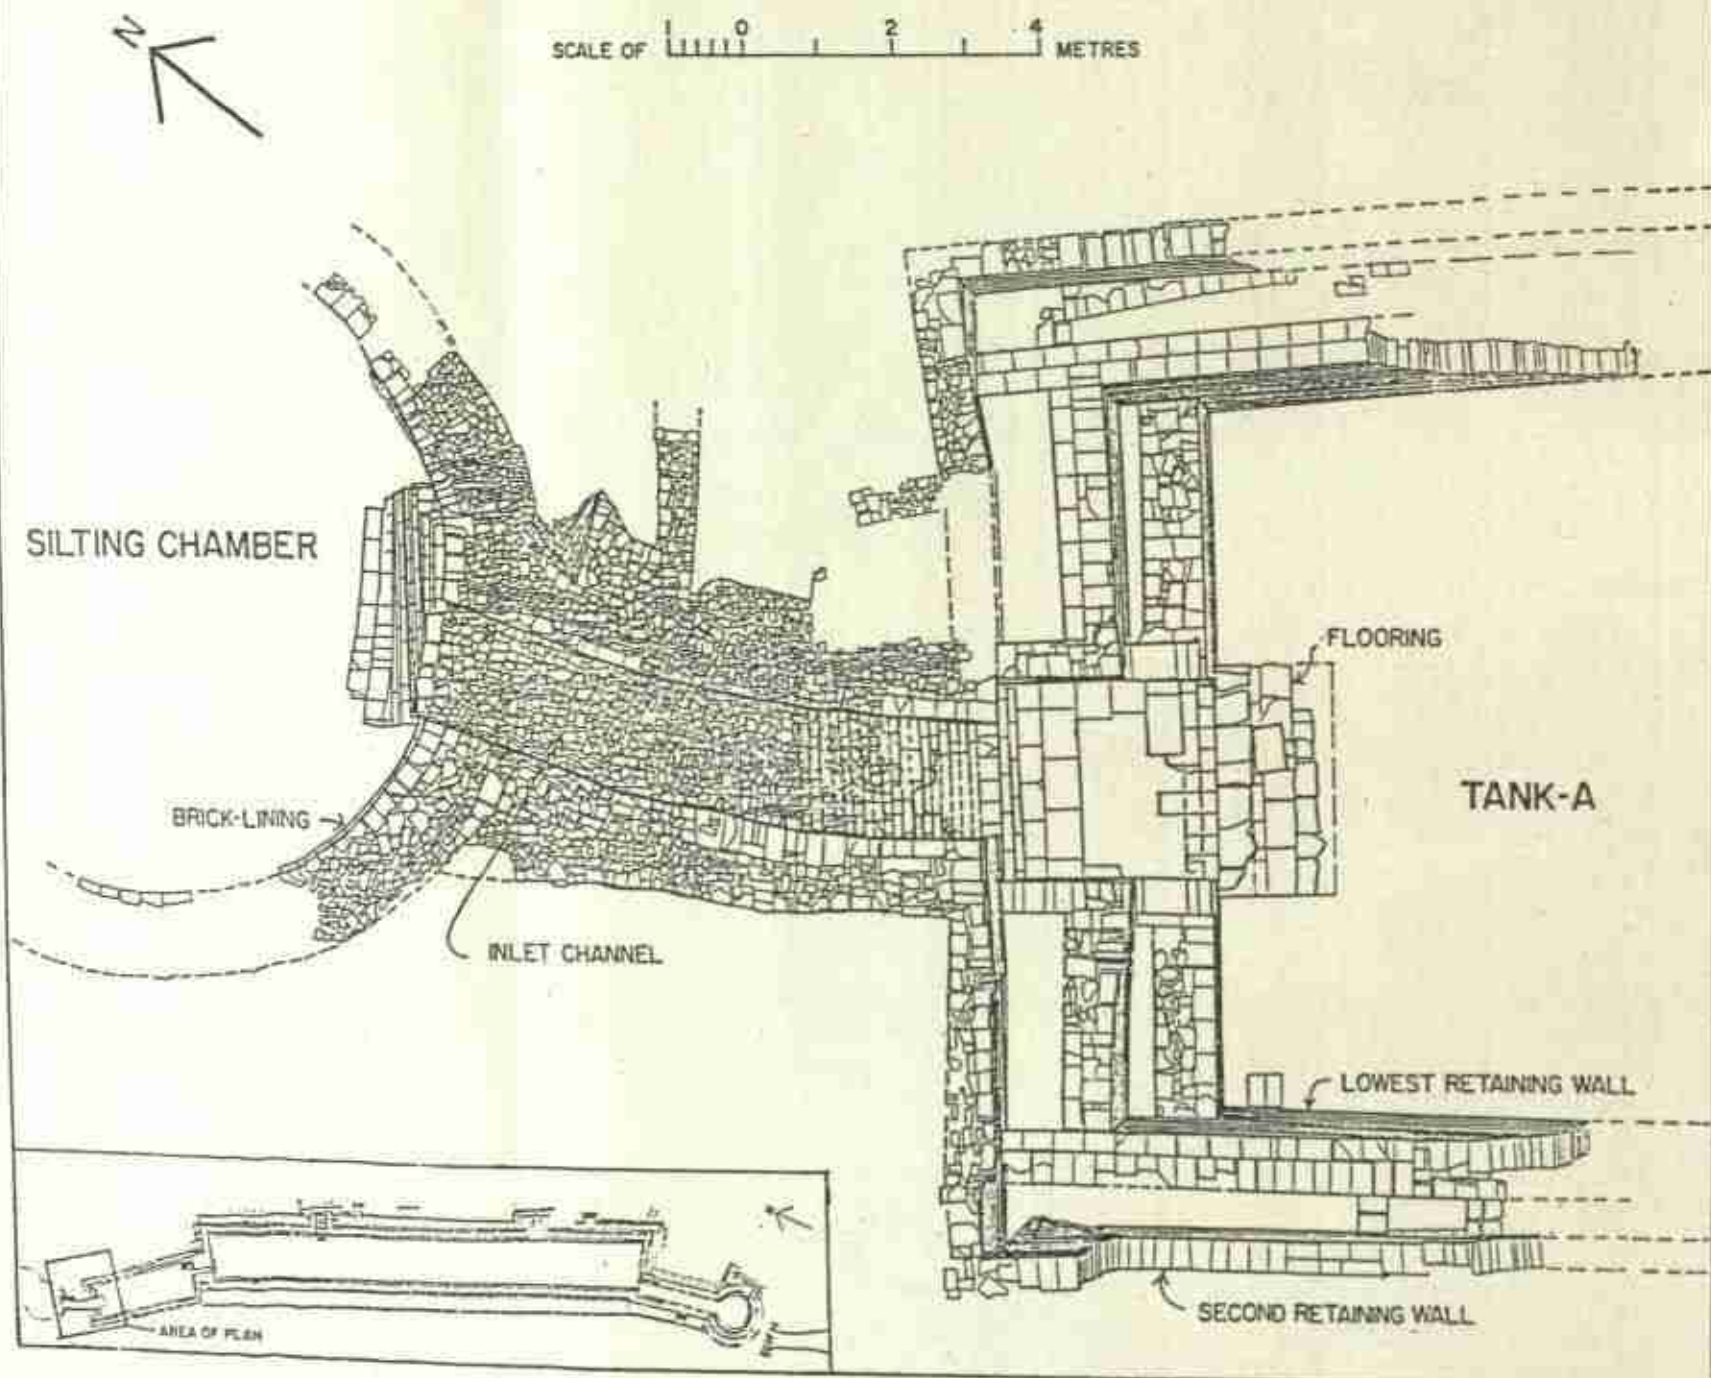 N
0 2 4
SCALE OF METRES
SILTING CHAMBER
FLOORING
TANK-A
BRICK-LINING
INLET CHANNEL
LOWEST RETAINING WALL
SECOND RETAINING WALL
AREA OF PLAN